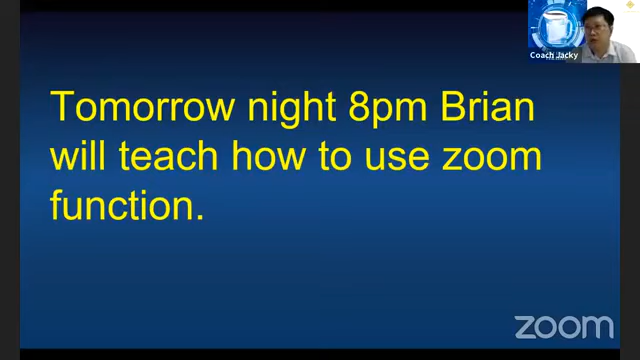 Coach Jacky
Tomorrow night 8pm Brian
will teach how to use zoom
function.
zoom